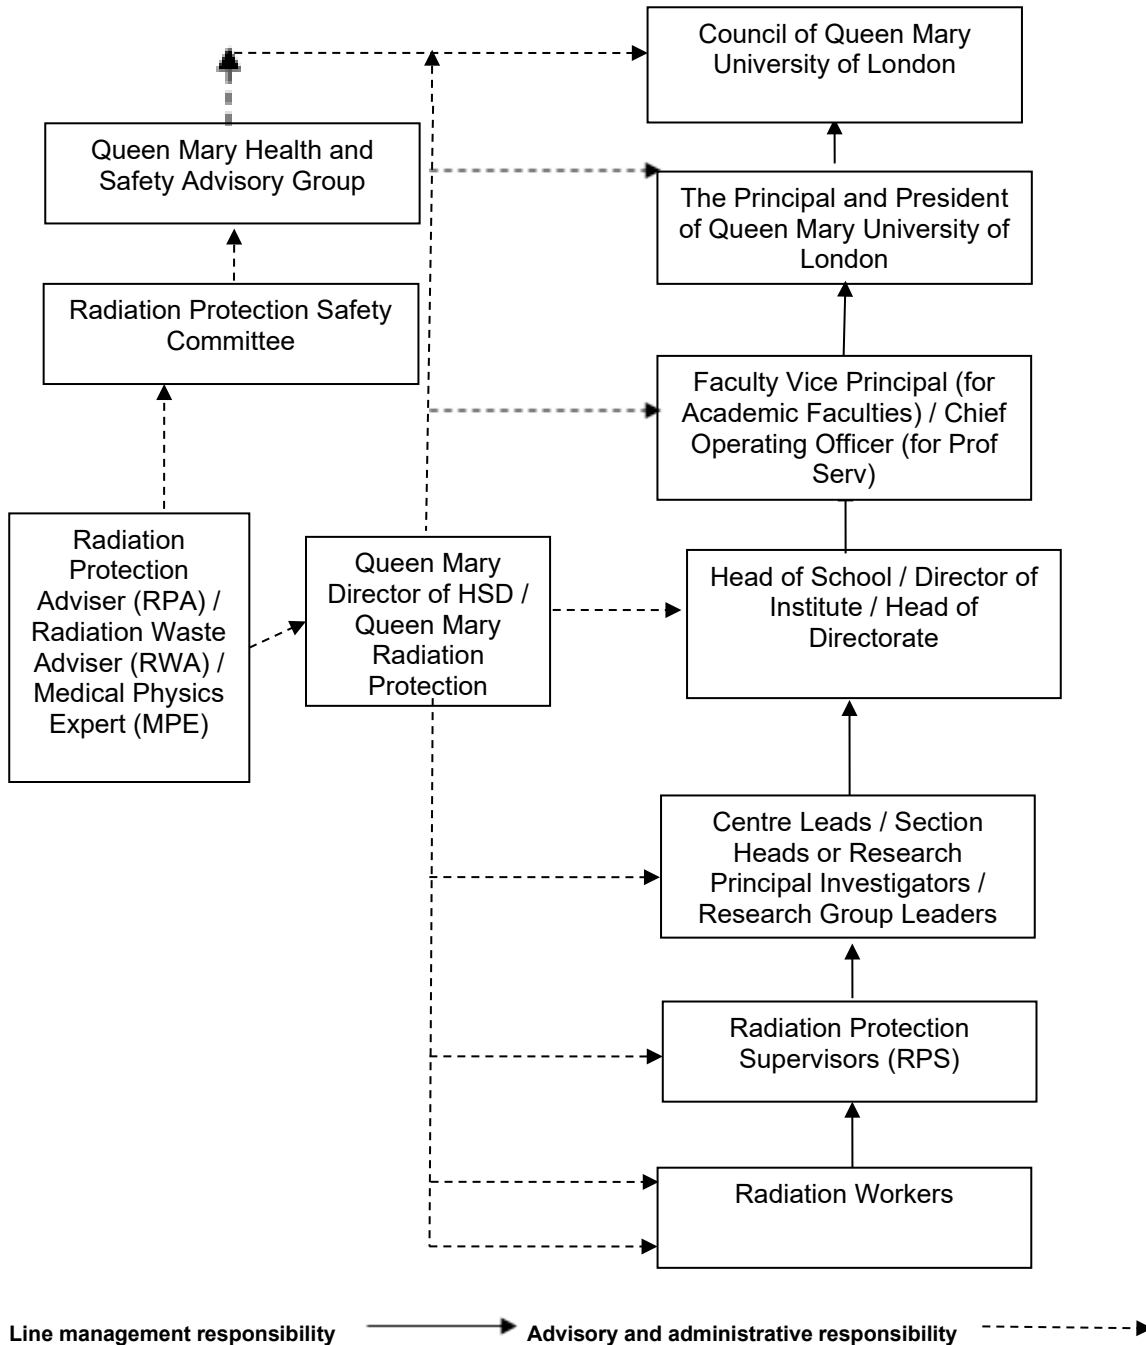 Council of Queen Mary
University of London
Queen Mary Health and
Safety Advisory Group
The Principal and President
of Queen Mary University of
London
Radiation Protection Safety
Committee
Faculty Vice Principal (for
Academic Faculties) / Chief
Operating Officer (for Prof
Serv)
Radiation
Protection
Adviser (RPA) /
Radiation Waste
Adviser (RWA) /
Medical Physics
Expert (MPE)
Queen Mary
Director of HSD /
Queen Mary
Radiation
Protection
Head of School / Director of
Institute / Head of
Directorate
Centre Leads / Section
Heads or Research
Principal Investigators /
Research Group Leaders
Radiation Protection
Supervisors (RPS)
Radiation Workers
Line management responsibility
Advisory and administrative responsibility